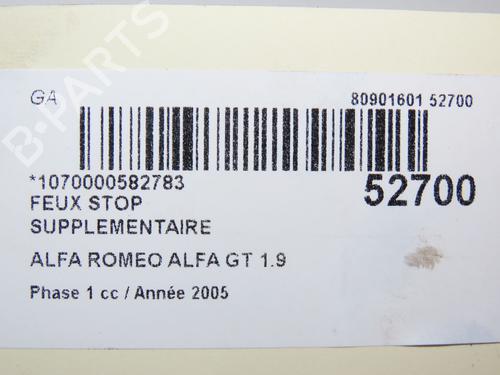 GA
80901601 52700
*1070000582783
52700
FEUX STOP
SUPPLEMENTAIRE
ALFA ROMEO ALFA GT 1.9
Phase 1 cc / Année 2005
B-PARTS